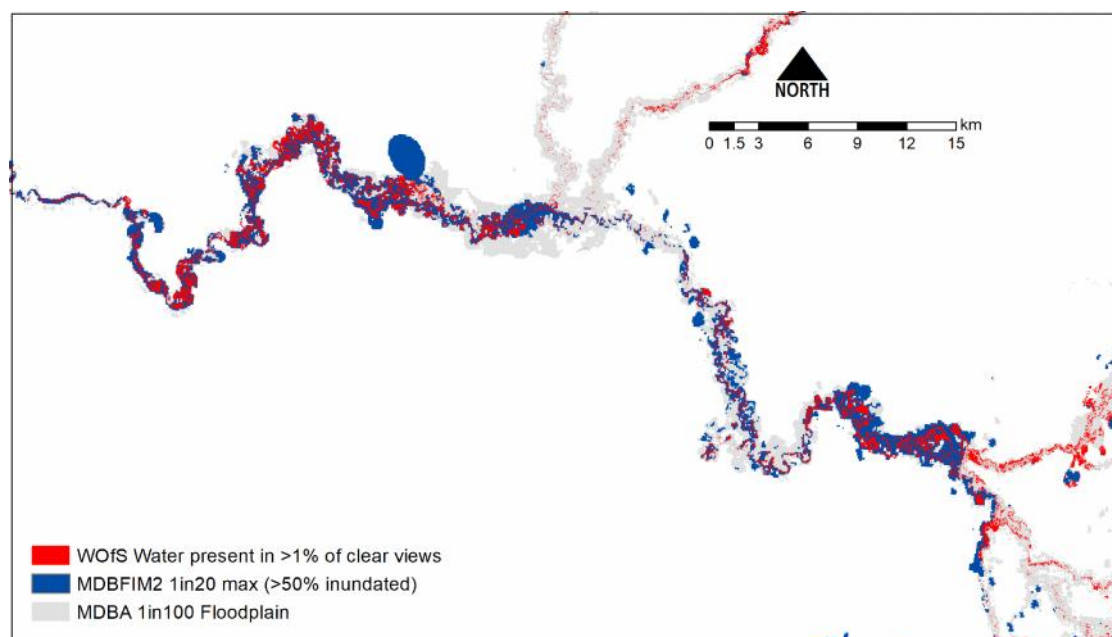 NORTH
km
0 1.5 3 6 9 12 15
WOfS Water present in >1% of clear views
MDBFIM2 1in20 max (>50% inundated)
MDBA 1in100 Floodplain